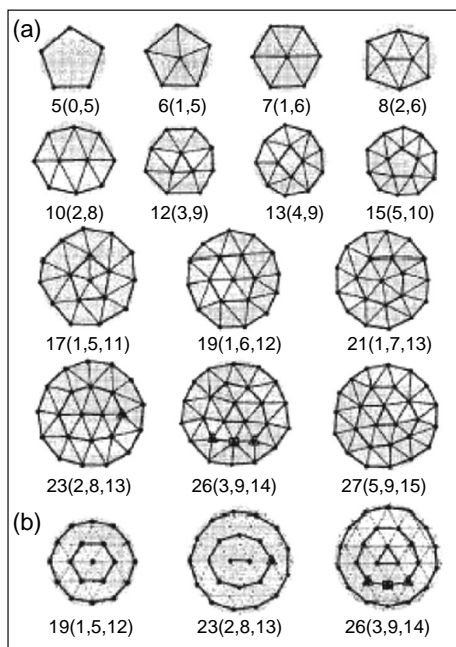 (a)
5(0,5) 6(1,5) 7(1,6) 8(2,6)
10(2,8) 12(3,9) 13(4,9) 15(5,10)
17(1,5,11) 19(1,6,12) 21(1,7,13)
23(2,8,13) 26(3,9,14) 27(5,9,15)
(b)
19(1,5,12) 23(2,8,13) 26(3,9,14)